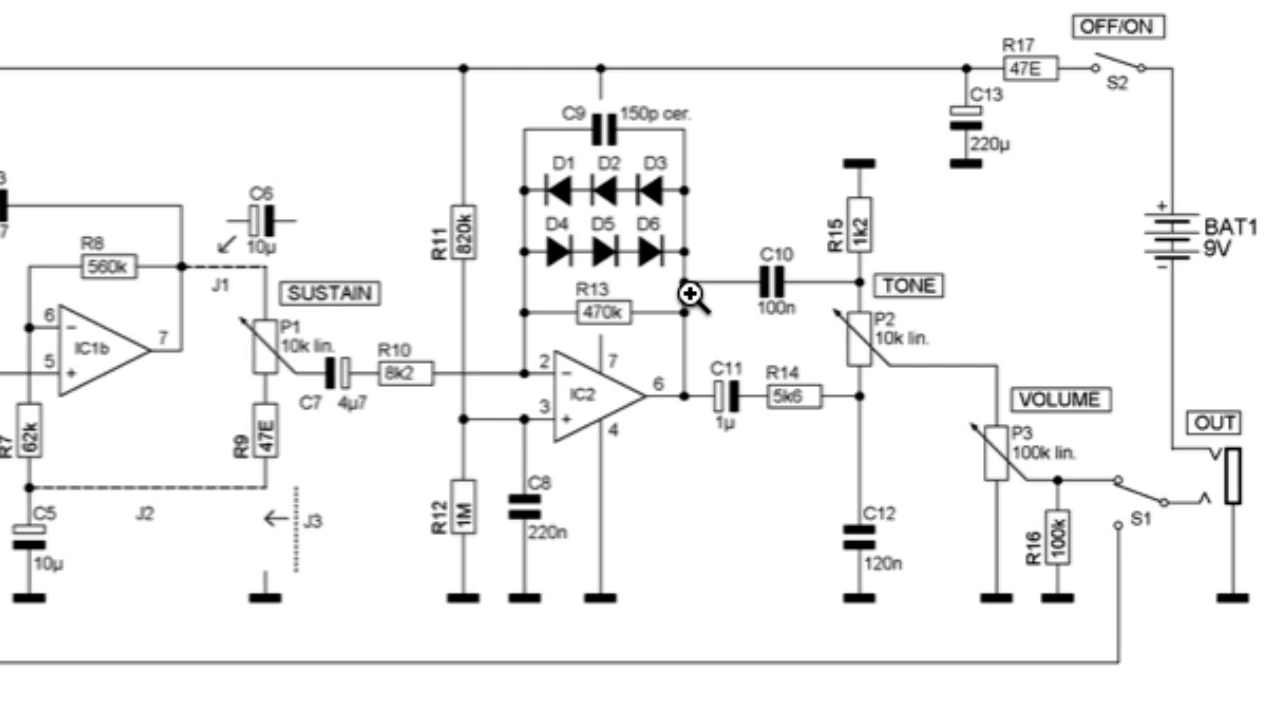 OFF/ON
R17
47E
S2
C13
220µ
C9
150p cer.
D1
D2
D3
D4
D5
D6
R13
470k
C6
10µ
R8
560k
J1
SUSTAIN
P1
10k lin.
6
5
7
IC1b
R7
62k
R9
47E
C5
10µ
J2
J3
C7
4µ7
R10
8k2
R11
820k
R12
1M
2
3
7
6
4
IC2
C8
220n
C10
100n
R15
1k2
TONE
P2
10k lin.
C11
1µ
R14
5k6
C12
120n
VOLUME
P3
100k lin.
R16
100k
S1
OUT
BAT1
9V